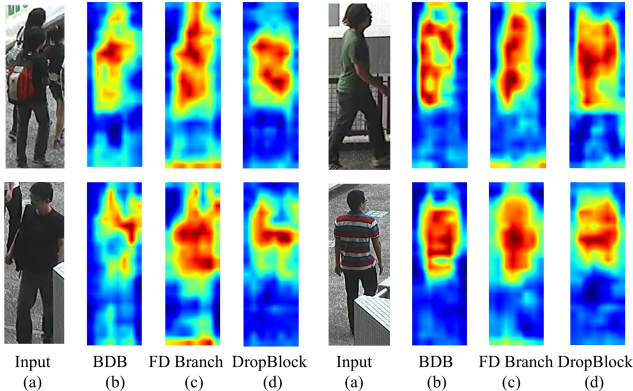 Input BDB FD Branch DropBlock Input BDB FD Branch DropBlock
(a) (b) (c) (d) (a) (b) (c) (d)